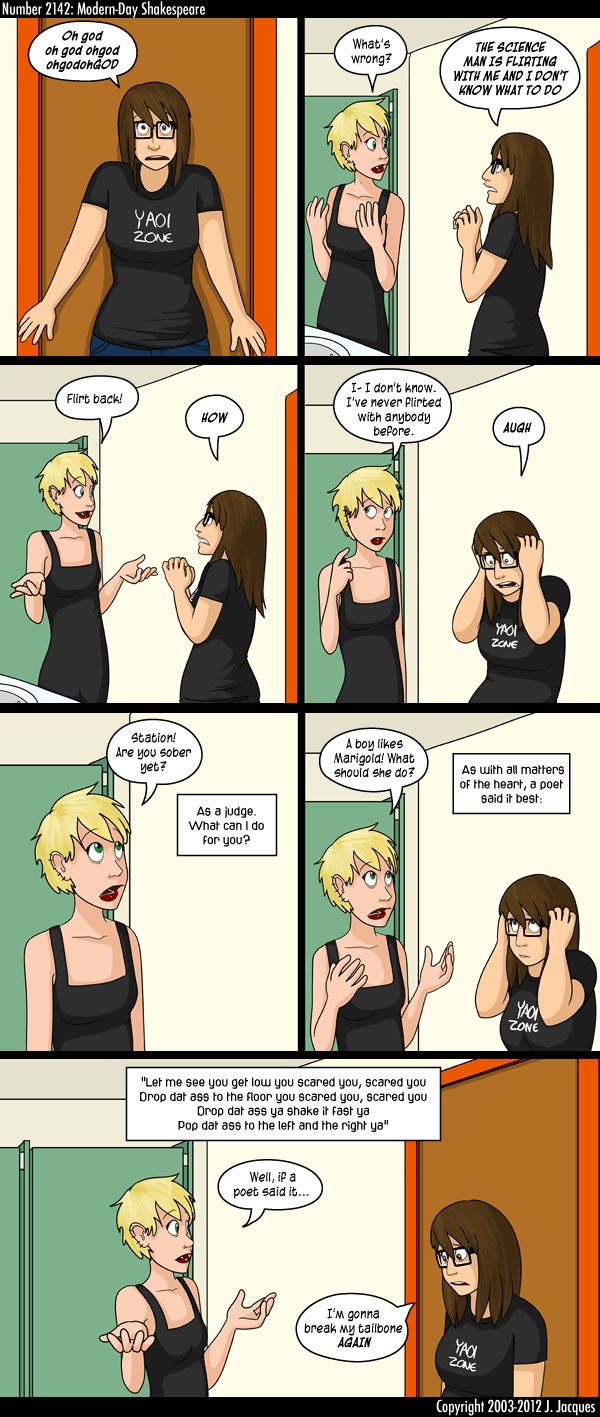 Number 2142: Modern-Day Shakespeare
Oh god
oh god ohgod
ohgodohGOD
YAOI
ZONE
What's
wrong?
THE SCIENCE
MAN IS FLIRTING
WITH ME AND I DON'T
KNOW WHAT TO DO
Flirt back!
HOW
I- I don't know.
I've never flirted
with anybody
before.
AUGH
YAOI
ZONE
Station!
Are you sober
yet?
As a judge.
What can I do
for you?
A boy likes
Marigold! What
should she do?
As with all matters
of the heart, a poet
said it best:
YAOI
ZONE
"Let me see you get low you scared you, scared you
Drop dat ass to the floor you scared you, scared you
Drop dat ass ya shake it fast ya
Pop dat ass to the left and the right ya"
Well, if a
poet said it...
I'm gonna
break my tailbone
AGAIN
YAOI
ZONE
Copyright 2003-2012 J. Jacques